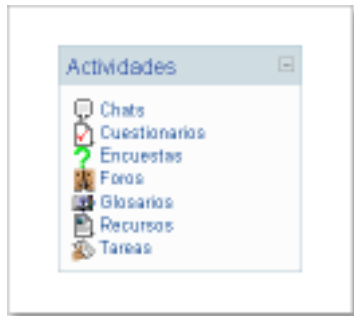 Actividades
Chats
Cuestionarios
Encuestas
Foros
Glosarios
Recursos
Tareas